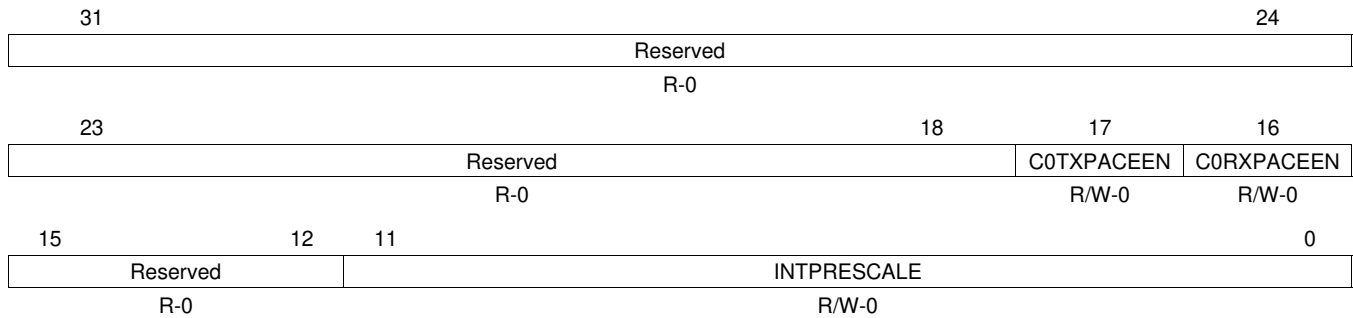 31 24
Reserved
R-0
23 18 17 16
Reserved C0TXPACEEN C0RXPACEEN
R-0 R/W-0 R/W-0
15 12 11 0
Reserved INTPRESCALE
R-0 R/W-0